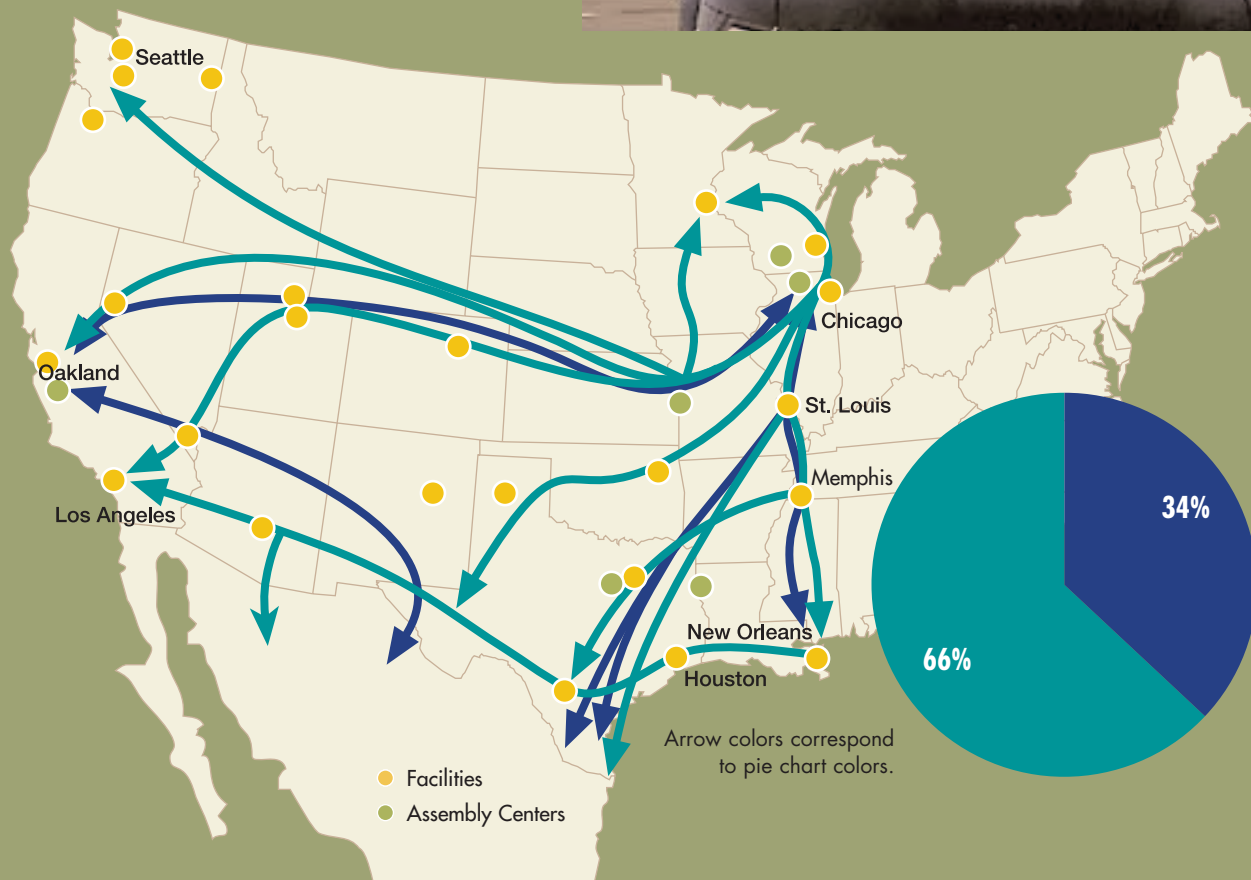 Seattle
Chicago
Oakland
St. Louis
Memphis
34%
Los Angeles
New Orleans
66%
Houston
Arrow colors correspond
to pie chart colors.
Facilities
Assembly Centers